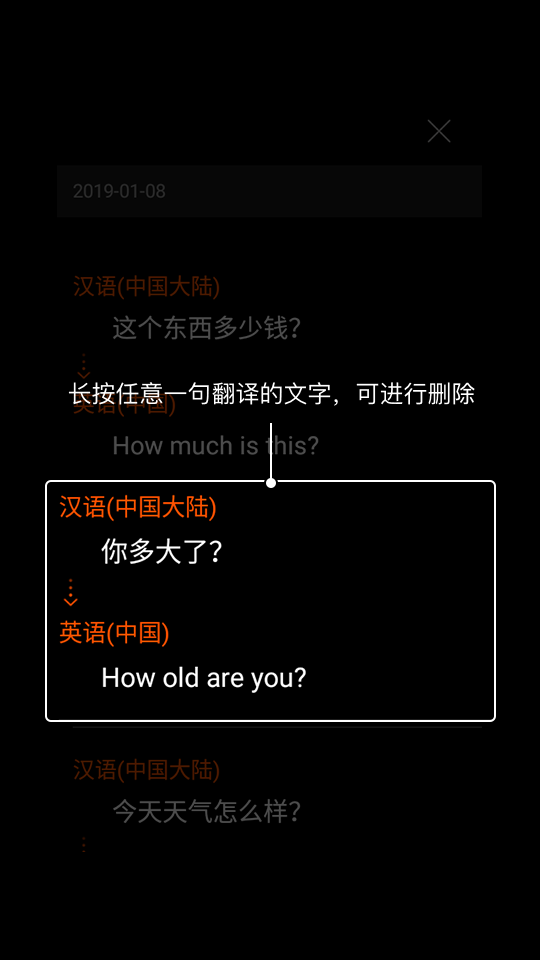 2019-01-08
汉语(中国大陆)
这个东西多少钱?
长按任意一句翻译的文字，可进行删除
英语(中国)
How much is this?
汉语(中国大陆)
你多大了?
英语(中国)
How old are you?
汉语(中国大陆)
今天天气怎么样?